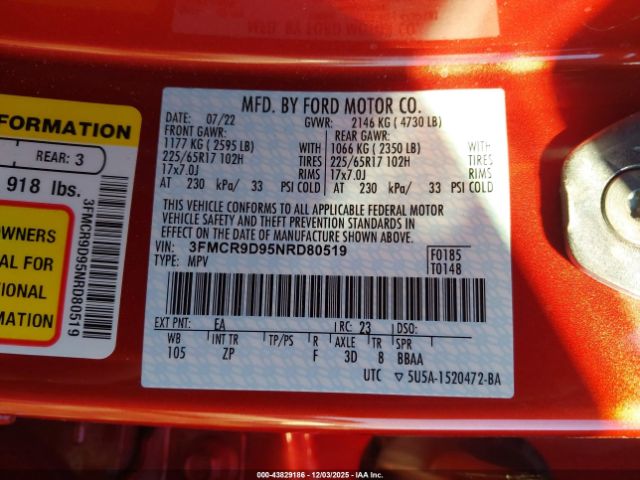 MFD. BY FORD MOTOR CO.
DATE: 07/22 GVWR: 2146 KG ( 4730 LB)
FRONT GAWR: REAR GAWR:
1177 KG ( 2595 LB) WITH 1066 KG ( 2350 LB) WITH
225/65R17 102H TIRES 225/65R17 102H TIRES
17x7.0J RIMS 17x7.0J RIMS
AT 230 kPa/ 33 PSI COLD AT 230 kPa/ 33 PSI COLD
THIS VEHICLE CONFORMS TO ALL APPLICABLE FEDERAL MOTOR
VEHICLE SAFETY AND THEFT PREVENTION STANDARDS IN
EFFECT ON THE DATE OF MANUFACTURE SHOWN ABOVE.
VIN: 3FMCR9D95NRD80519 F0185
TYPE: MPV T0148
EXT PNT: EA RC: 23 DSO:
WB INT TR TP/PS R AXLE TR SPR
105 ZP F 3D 8 BBAA
UTC ▽5U5A-1520472-BA
FORMATION
REAR: 3
918 lbs.
OWNERS
AL FOR
TIONAL
MATION
3FMCR9D95NRD80519
000-43829186 - 12/03/2025 - IAA Inc.